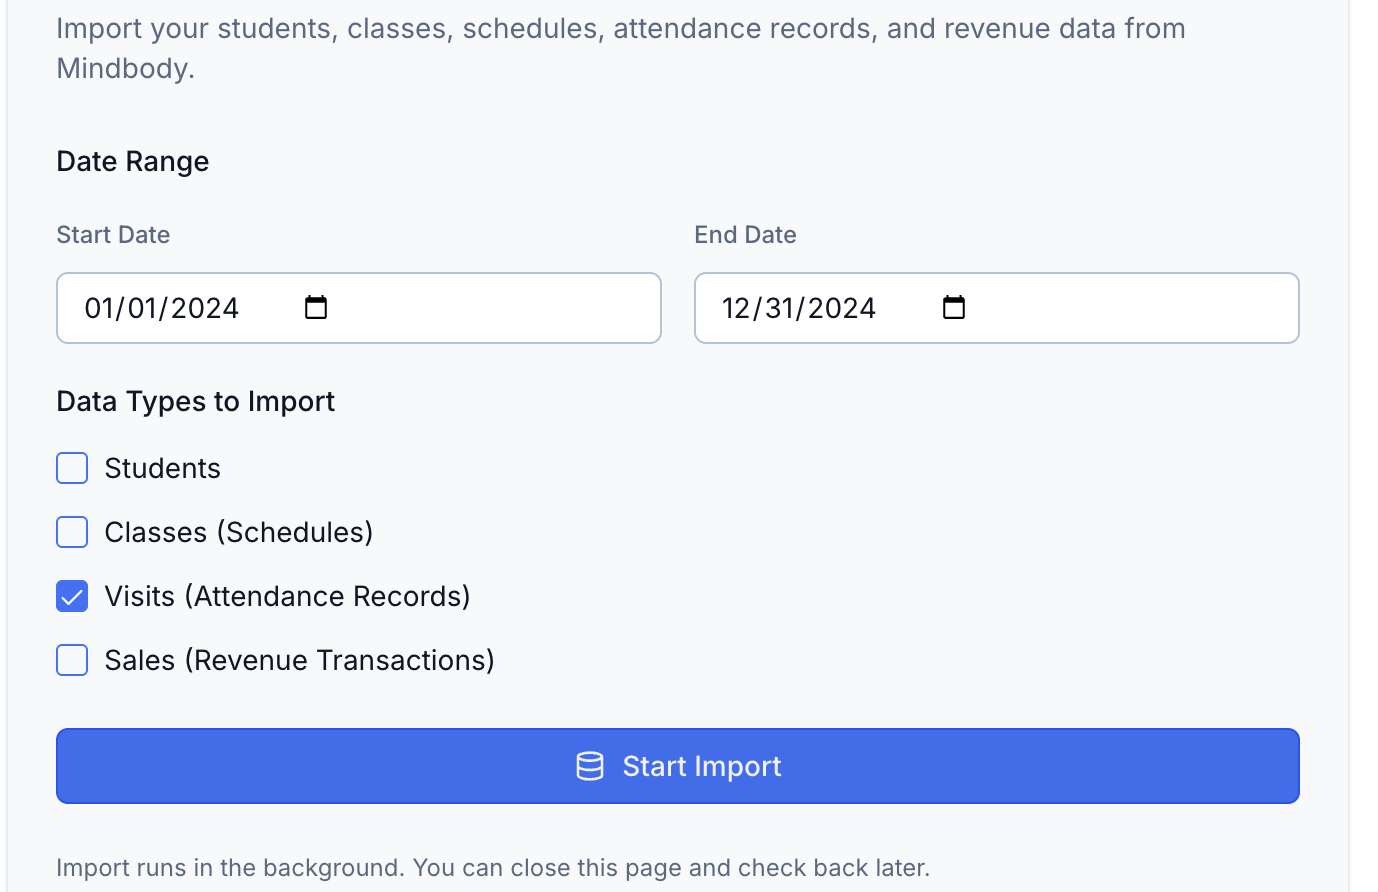 Import your students, classes, schedules, attendance records, and revenue data from
Mindbody.
Date Range
Start Date
End Date
01/01/2024
12/31/2024
Data Types to Import
Students
Classes (Schedules)
Visits (Attendance Records)
Sales (Revenue Transactions)
Start Import
Import runs in the background. You can close this page and check back later.